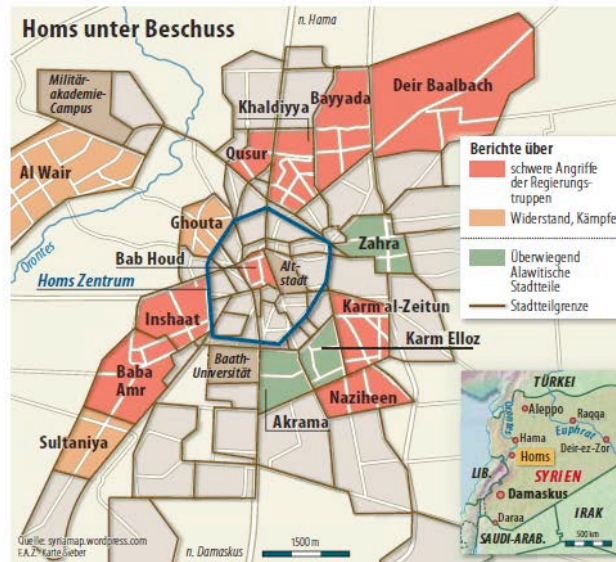 Homs unter Beschuss
n. Hama
Militär-
akademie-
Campus
Khaldiyya
Bayyada
Deir Baalbach
Qusur
Al Wair
Ghouta
Orontes
Bab Houd
Homs Zentrum
Alt-
stadt
Zahra
Inshaat
Karm al-Zeitun
Karm Elloz
Baba
Amr
Baath-
Universität
Naziheen
Akrama
Sultaniya
Berichte über
schwere Angriffe
der Regierungs-
truppen
Widerstand, Kämpfe
Überwiegend
Alawitische
Stadtteile
Stadtteilgrenze
TÜRKEI
Aleppo
Raqqa
Orontes
Euphrat
Hama
Deir-ez-Zor
Homs
LIB.
SYRIEN
Damaskus
Daraa
IRAK
SAUDI-ARAB.
500 km
Quelle: syriamap.wordpress.com
F.A.Z.-Karte Sieber
n. Damaskus
1500 m